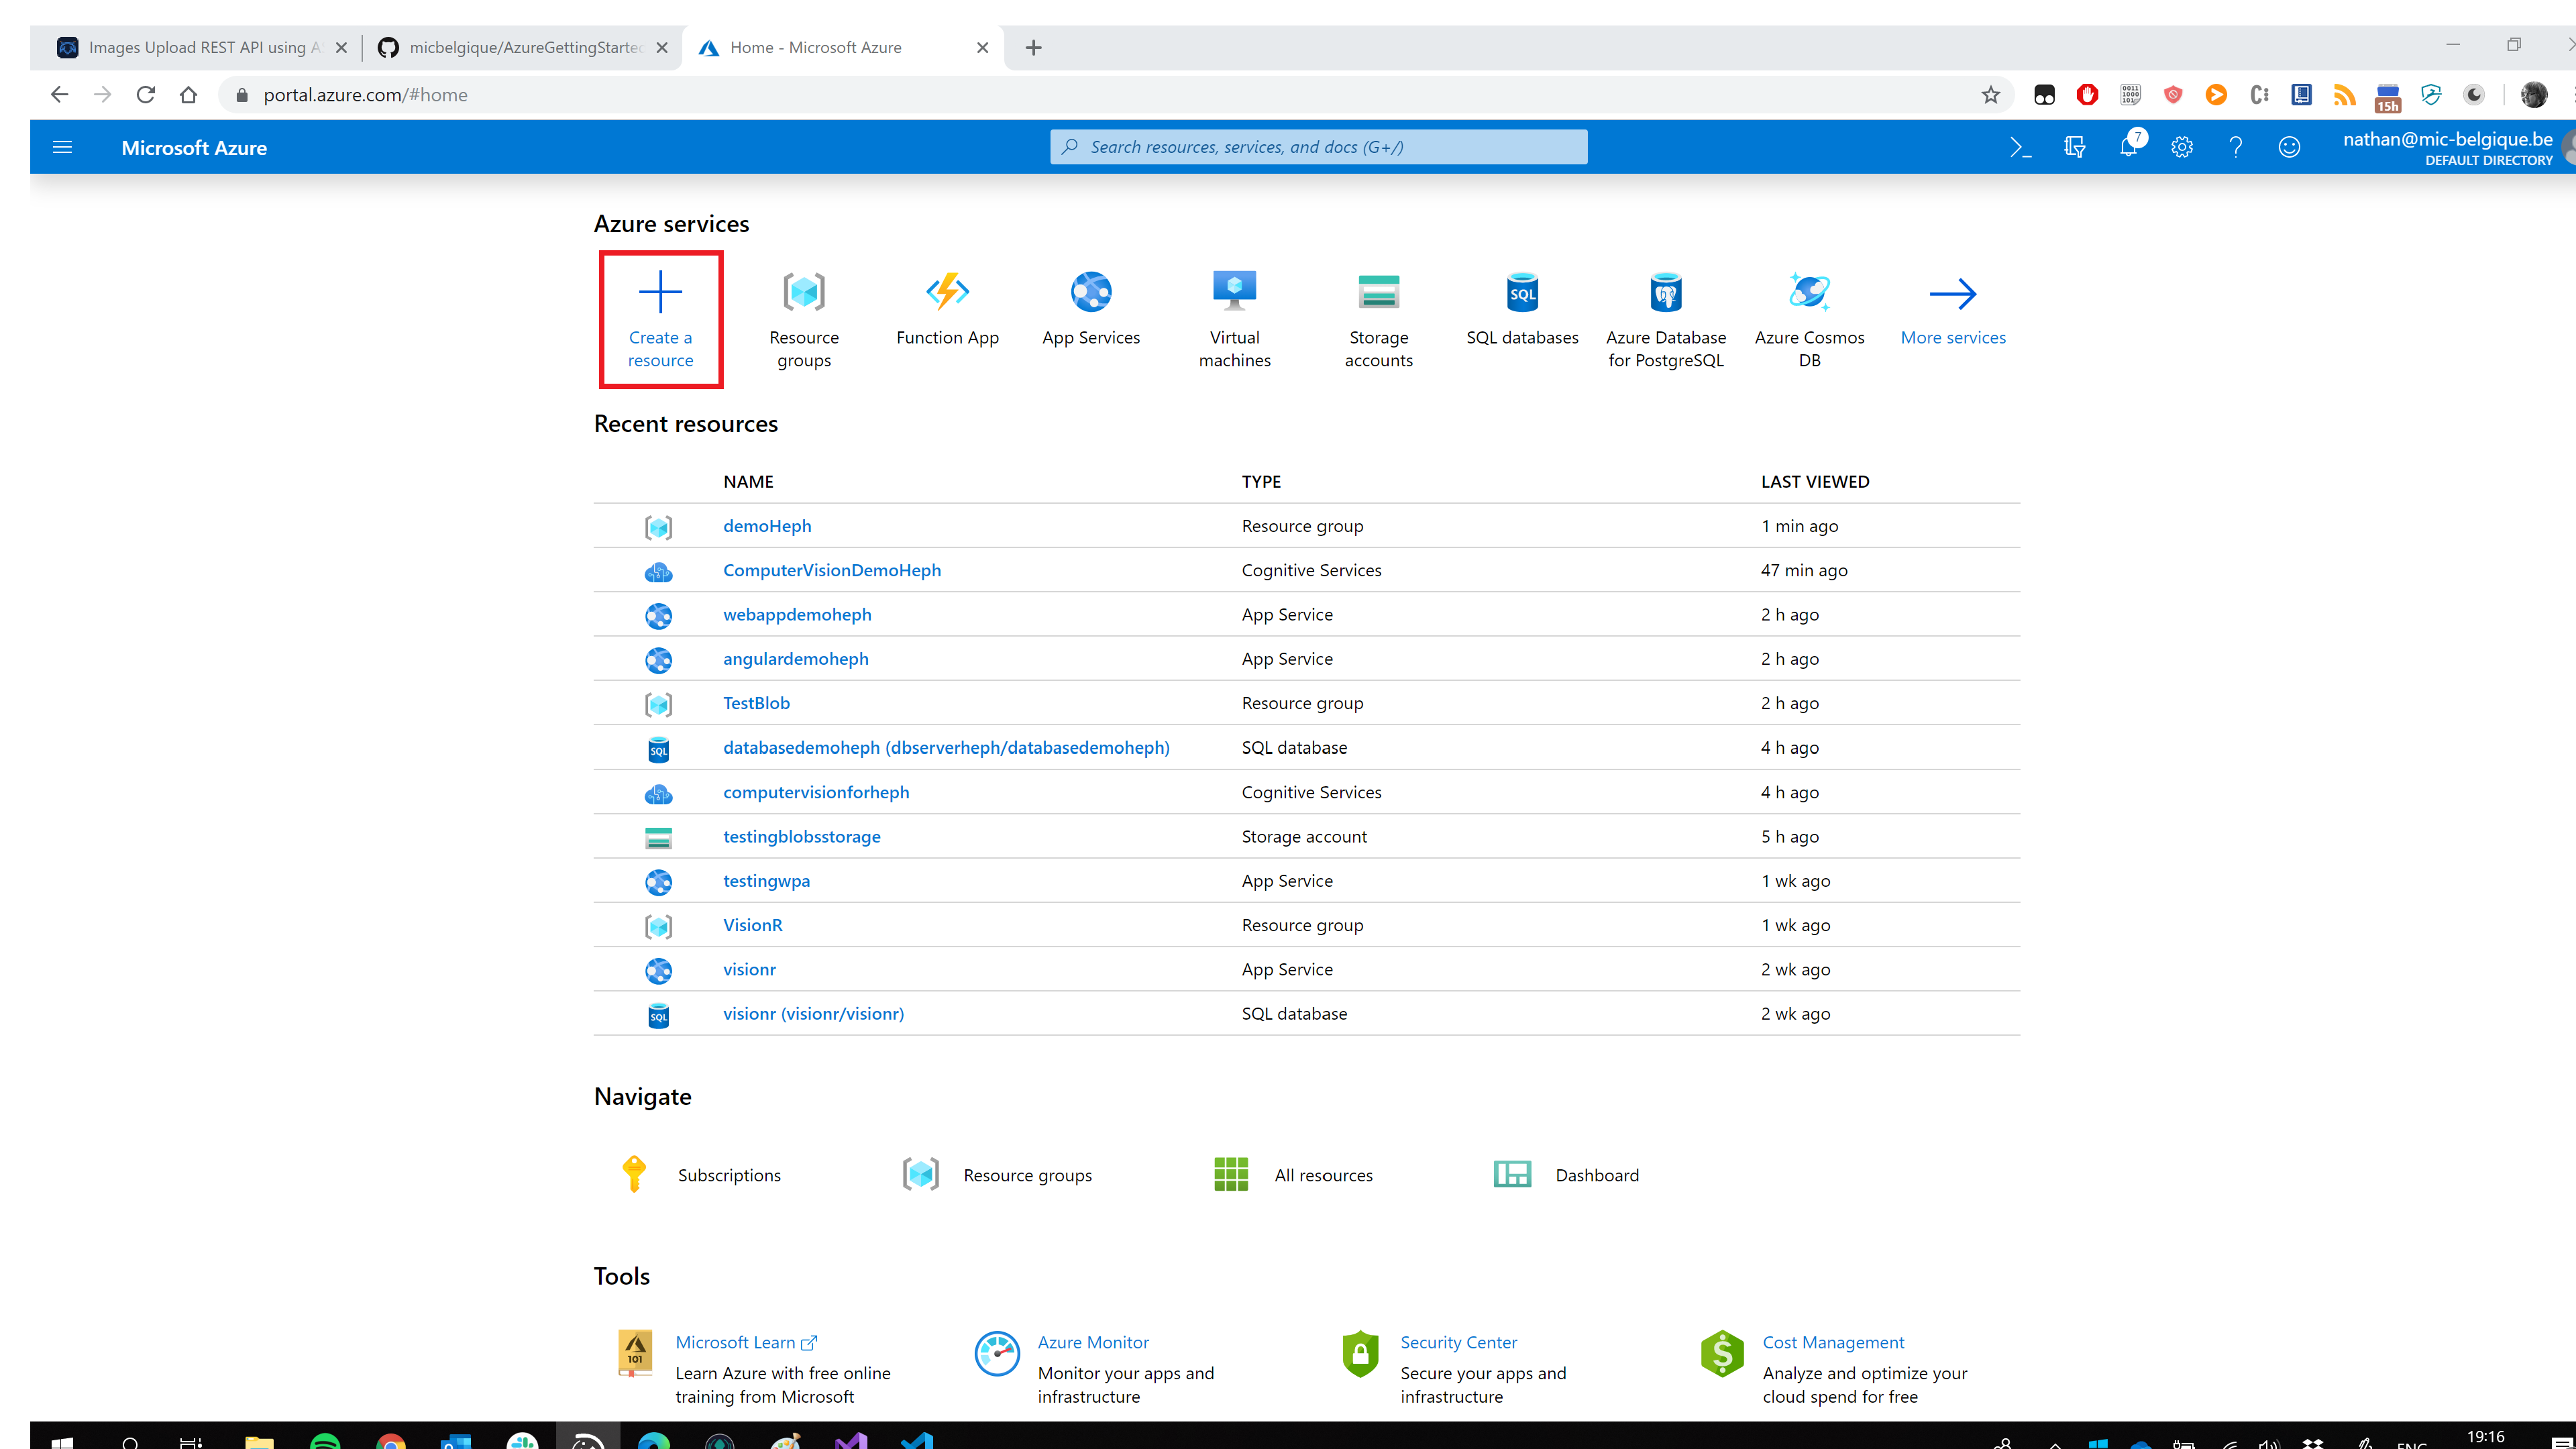 Images Upload REST API using A
micbelgique/AzureGettingStarted
Home - Microsoft Azure
portal.azure.com/#home
0011 1000 101
15h
Microsoft Azure
Search resources, services, and docs (G+/)
7
nathan@mic-belgique.be
DEFAULT DIRECTORY
Azure services
Create a resource
Resource groups
Function App
App Services
Virtual machines
Storage accounts
SQL
SQL databases
Azure Database for PostgreSQL
Azure Cosmos DB
More services
Recent resources
NAME TYPE LAST VIEWED
demoHeph Resource group 1 min ago
ComputerVisionDemoHeph Cognitive Services 47 min ago
webappdemoheph App Service 2 h ago
angulardemoheph App Service 2 h ago
TestBlob Resource group 2 h ago
SQL databasedemoheph (dbserverheph/databasedemoheph) SQL database 4 h ago
computervisionforheph Cognitive Services 4 h ago
testingblobsstorage Storage account 5 h ago
testingwpa App Service 1 wk ago
VisionR Resource group 1 wk ago
visionr App Service 2 wk ago
SQL visionr (visionr/visionr) SQL database 2 wk ago
Navigate
Subscriptions
Resource groups
All resources
Dashboard
Tools
101
Microsoft Learn
Learn Azure with free online
training from Microsoft
Azure Monitor
Monitor your apps and
infrastructure
Security Center
Secure your apps and
infrastructure
Cost Management
Analyze and optimize your
cloud spend for free
ENG
19:16